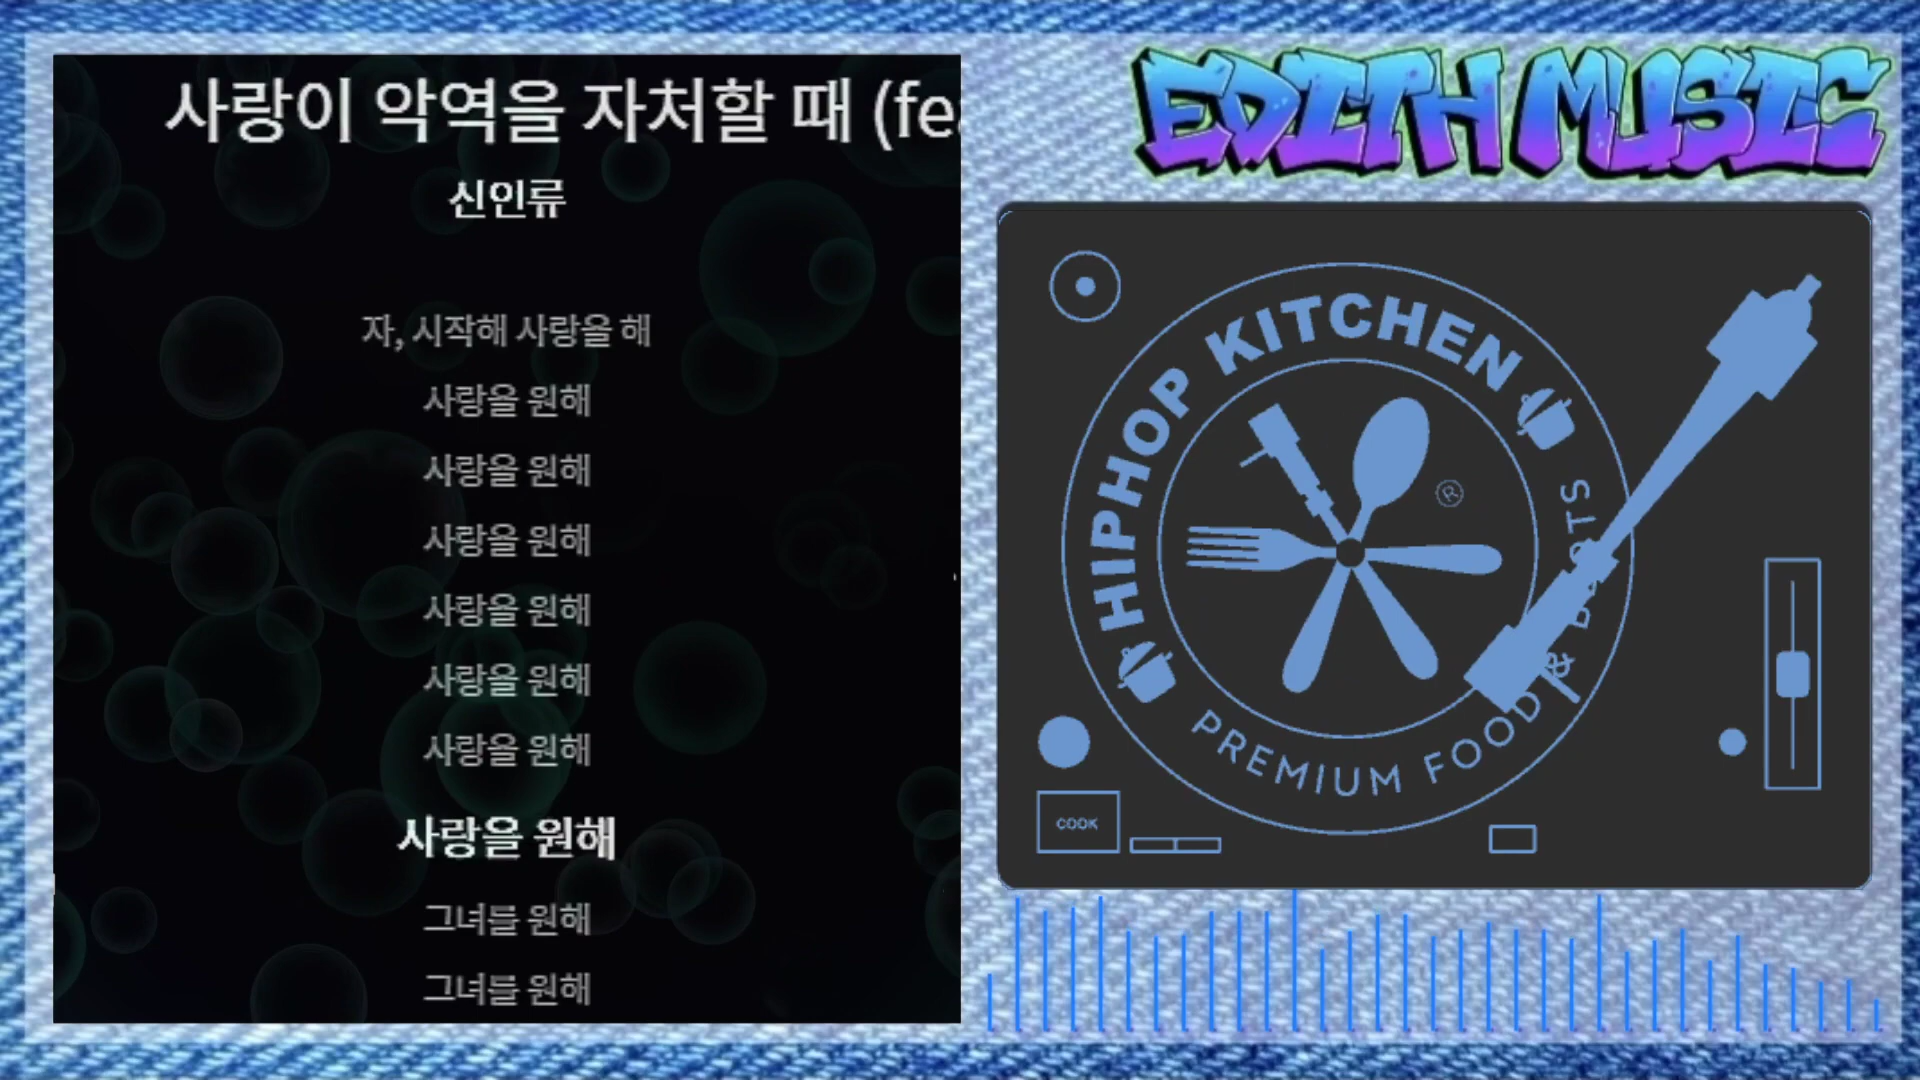 사랑이 악역을 자처할 때 (fea
신인류
자, 시작해 사랑을 해
사랑을 원해
사랑을 원해
사랑을 원해
사랑을 원해
사랑을 원해
사랑을 원해
사랑을 원해
그녀들 원해
그녀들 원해
EDITH MUSIC
HIPHOP KITCHEN
®
PREMIUM FOOD &
COOK